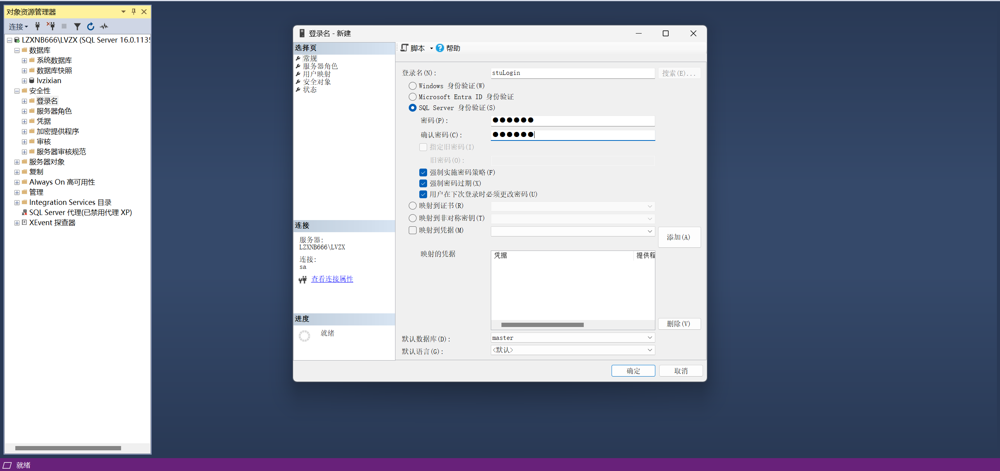 对象资源管理器
连接
LZXNB666\LVZX (SQL Server 16.0.1135
数据库
系统数据库
数据库快照
lvzixian
安全性
登录名
服务器角色
凭据
加密提供程序
审核
服务器审核规范
服务器对象
复制
Always On 高可用性
管理
Integration Services 目录
SQL Server 代理(已禁用代理 XP)
XEvent 探查器
登录名 - 新建
选择页
常规
服务器角色
用户映射
安全对象
状态
连接
服务器:
LZXNB666\LVZX
连接:
sa
查看连接属性
进度
就绪
脚本 帮助
登录名(N): stuLogin 搜索(E)...
Windows 身份验证(W)
Microsoft Entra ID 身份验证
SQL Server 身份验证(S)
密码(P): ●●●●●●
确认密码(C): ●●●●●●
指定旧密码(I)
旧密码(O):
强制实施密码策略(F)
强制密码过期(X)
用户在下次登录时必须更改密码(U)
映射到证书(R)
映射到非对称密钥(T)
映射到凭据(M) 添加(A)
映射的凭据 凭据 提供程
删除(V)
默认数据库(D): master
默认语言(G): <默认>
确定 取消
就绪